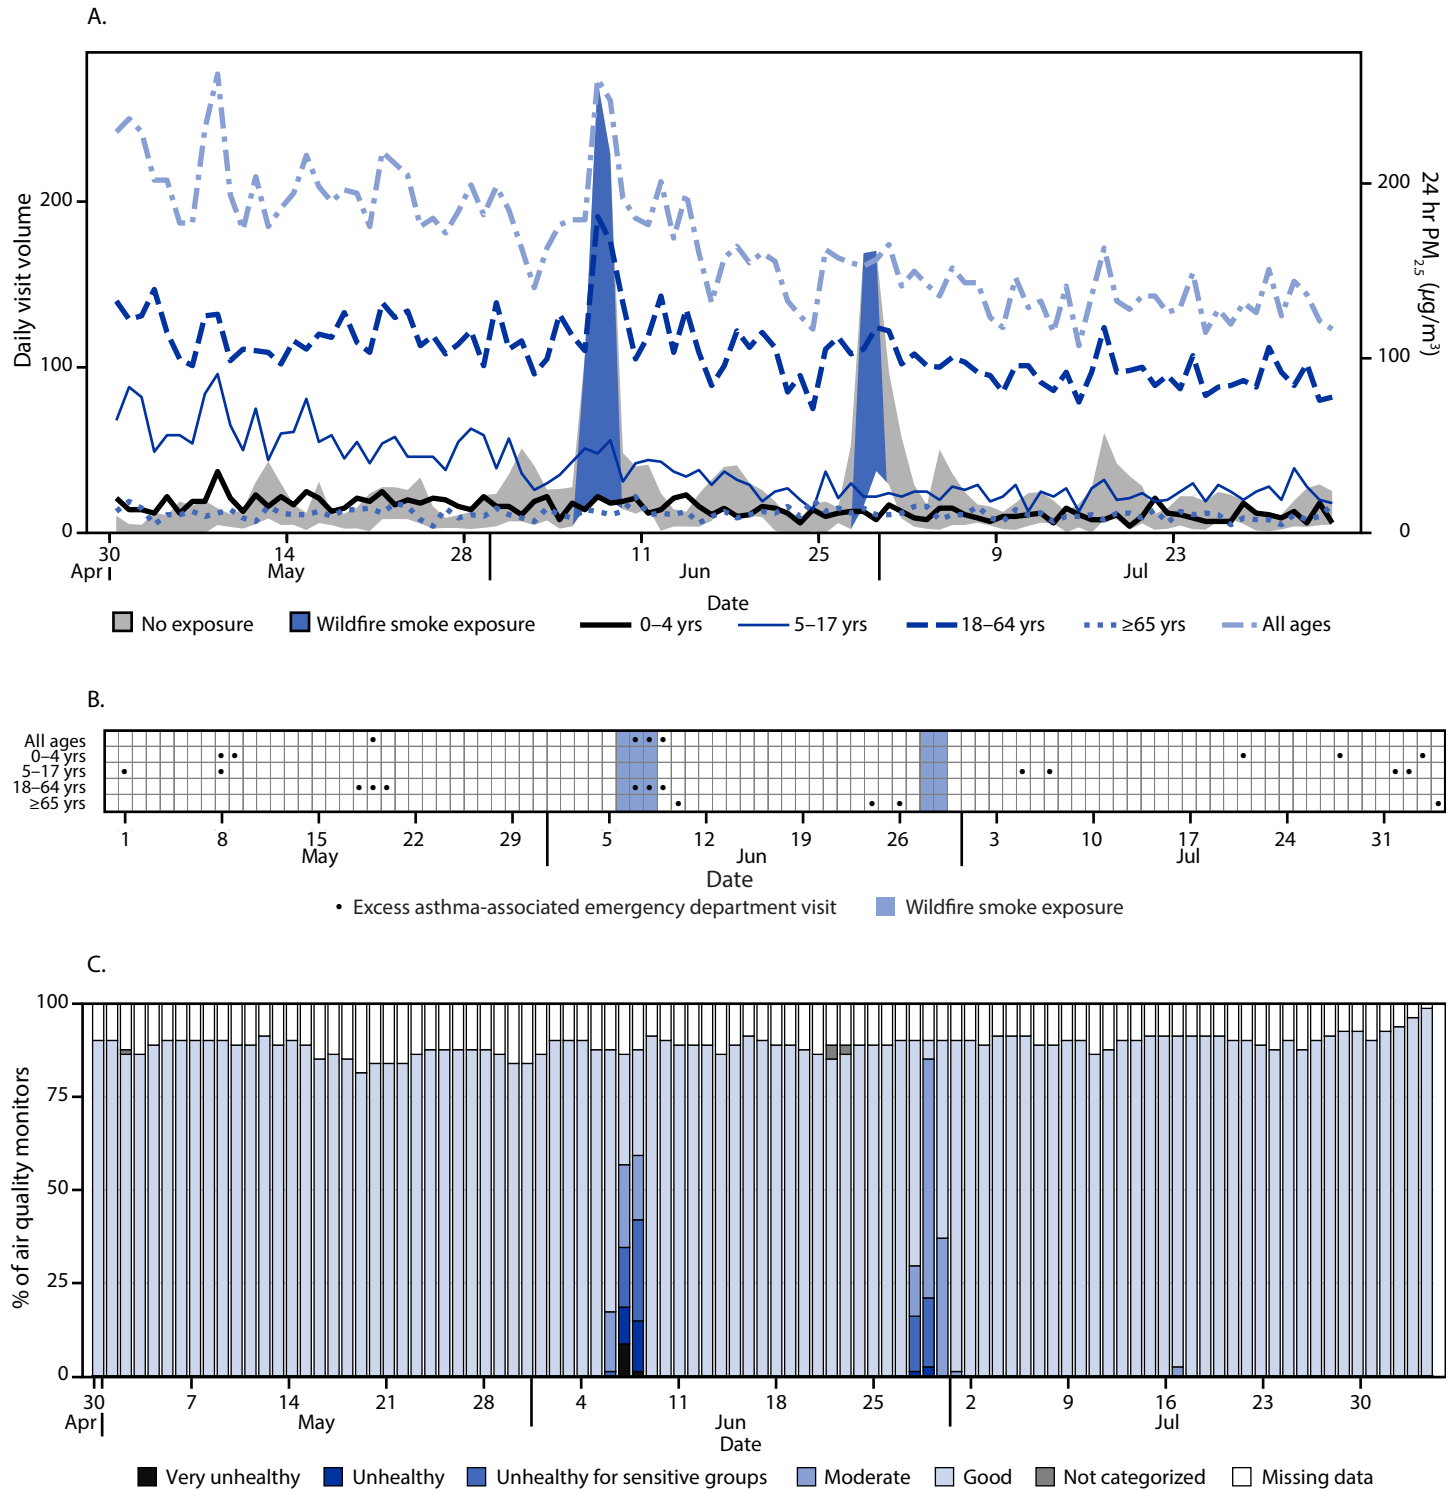 A.
Daily visit volume
200
100
0
200
100
0
24 hr PM2.5 (µg/m3)
30 14 28 11 25 9 23
Apr May Jun Jul
Date
No exposure Wildfire smoke exposure 0–4 yrs 5–17 yrs 18–64 yrs ≥65 yrs All ages
B.
All ages
0–4 yrs
5–17 yrs
18–64 yrs
≥65 yrs
1 8 15 22 29 5 12 19 26 3 10 17 24 31
May Jun Jul
Date
• Excess asthma-associated emergency department visit Wildfire smoke exposure
C.
% of air quality monitors
100
75
50
25
0
30 7 14 21 28 4 11 18 25 2 9 16 23 30
Apr May Jun Jul
Date
Very unhealthy Unhealthy Unhealthy for sensitive groups Moderate Good Not categorized Missing data